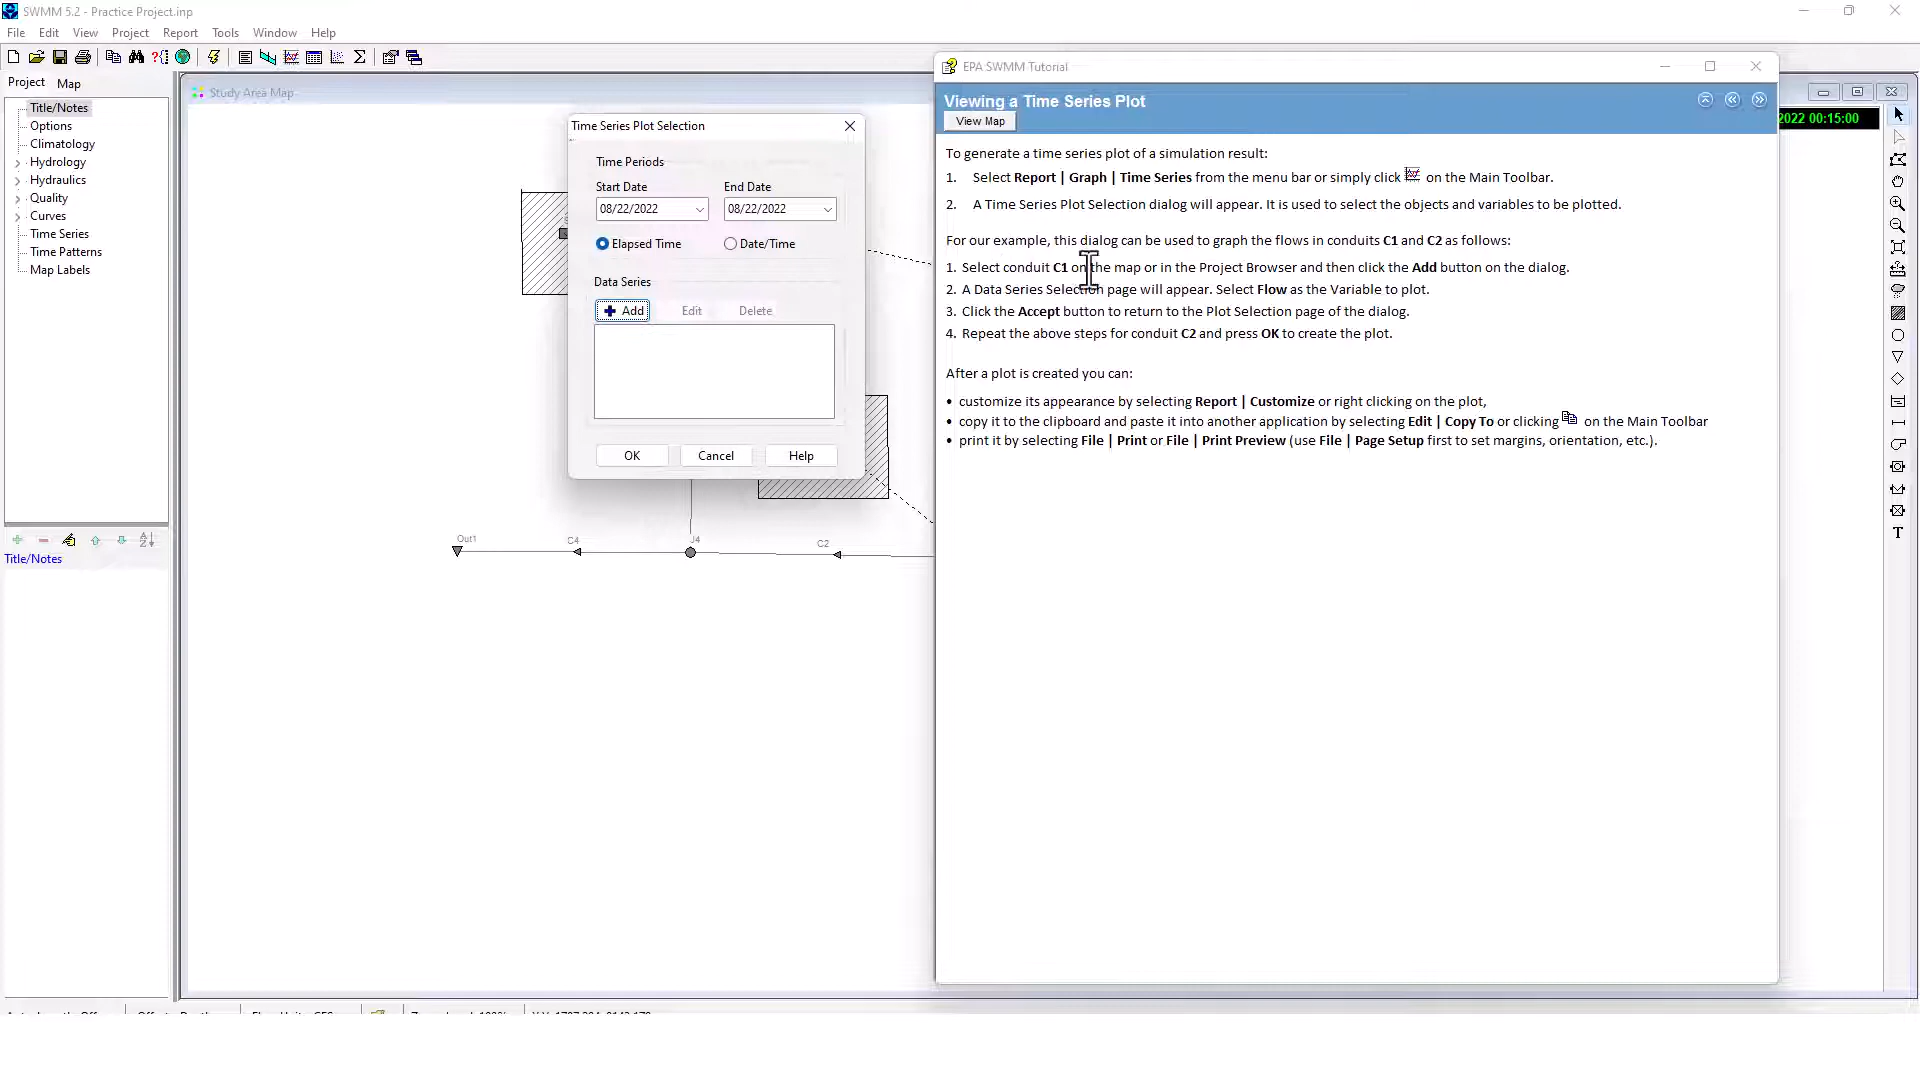 SWMM 5.2 - Practice Project.inp
File Edit View Project Report Tools Window Help
Project Map
Title/Notes
Options
Climatology
Hydrology
Hydraulics
Quality
Curves
Time Series
Time Patterns
Map Labels
Title/Notes
Study Area Map
Time Series Plot Selection
Time Periods
Start Date End Date
08/22/2022 08/22/2022
Elapsed Time Date/Time
Data Series
Add Edit Delete
OK Cancel Help
Out1 C4 J4 C2
EPA SWMM Tutorial
Viewing a Time Series Plot
View Map
2022 00:15:00
To generate a time series plot of a simulation result:
1. Select Report | Graph | Time Series from the menu bar or simply click on the Main Toolbar.
2. A Time Series Plot Selection dialog will appear. It is used to select the objects and variables to be plotted.
For our example, this dialog can be used to graph the flows in conduits C1 and C2 as follows:
1. Select conduit C1 on the map or in the Project Browser and then click the Add button on the dialog.
2. A Data Series Selection page will appear. Select Flow as the Variable to plot.
3. Click the Accept button to return to the Plot Selection page of the dialog.
4. Repeat the above steps for conduit C2 and press OK to create the plot.
After a plot is created you can:
• customize its appearance by selecting Report | Customize or right clicking on the plot,
• copy it to the clipboard and paste it into another application by selecting Edit | Copy To or clicking on the Main Toolbar
• print it by selecting File | Print or File | Print Preview (use File | Page Setup first to set margins, orientation, etc.).
T